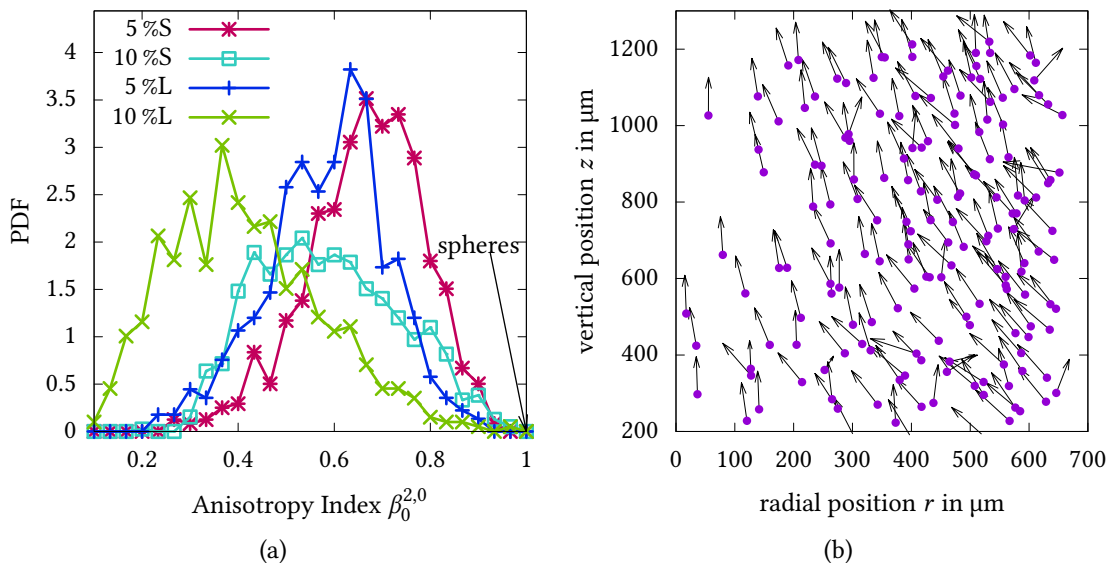 5 %S
10 %S
5 %L
10 %L
4
3.5
3
2.5
2
1.5
1
0.5
0
0.2 0.4 0.6 0.8 1
PDF
spheres
Anisotropy Index β₀²,⁰
(a)
1200
1000
800
600
400
200
0 100 200 300 400 500 600 700
vertical position z in µm
radial position r in µm
(b)